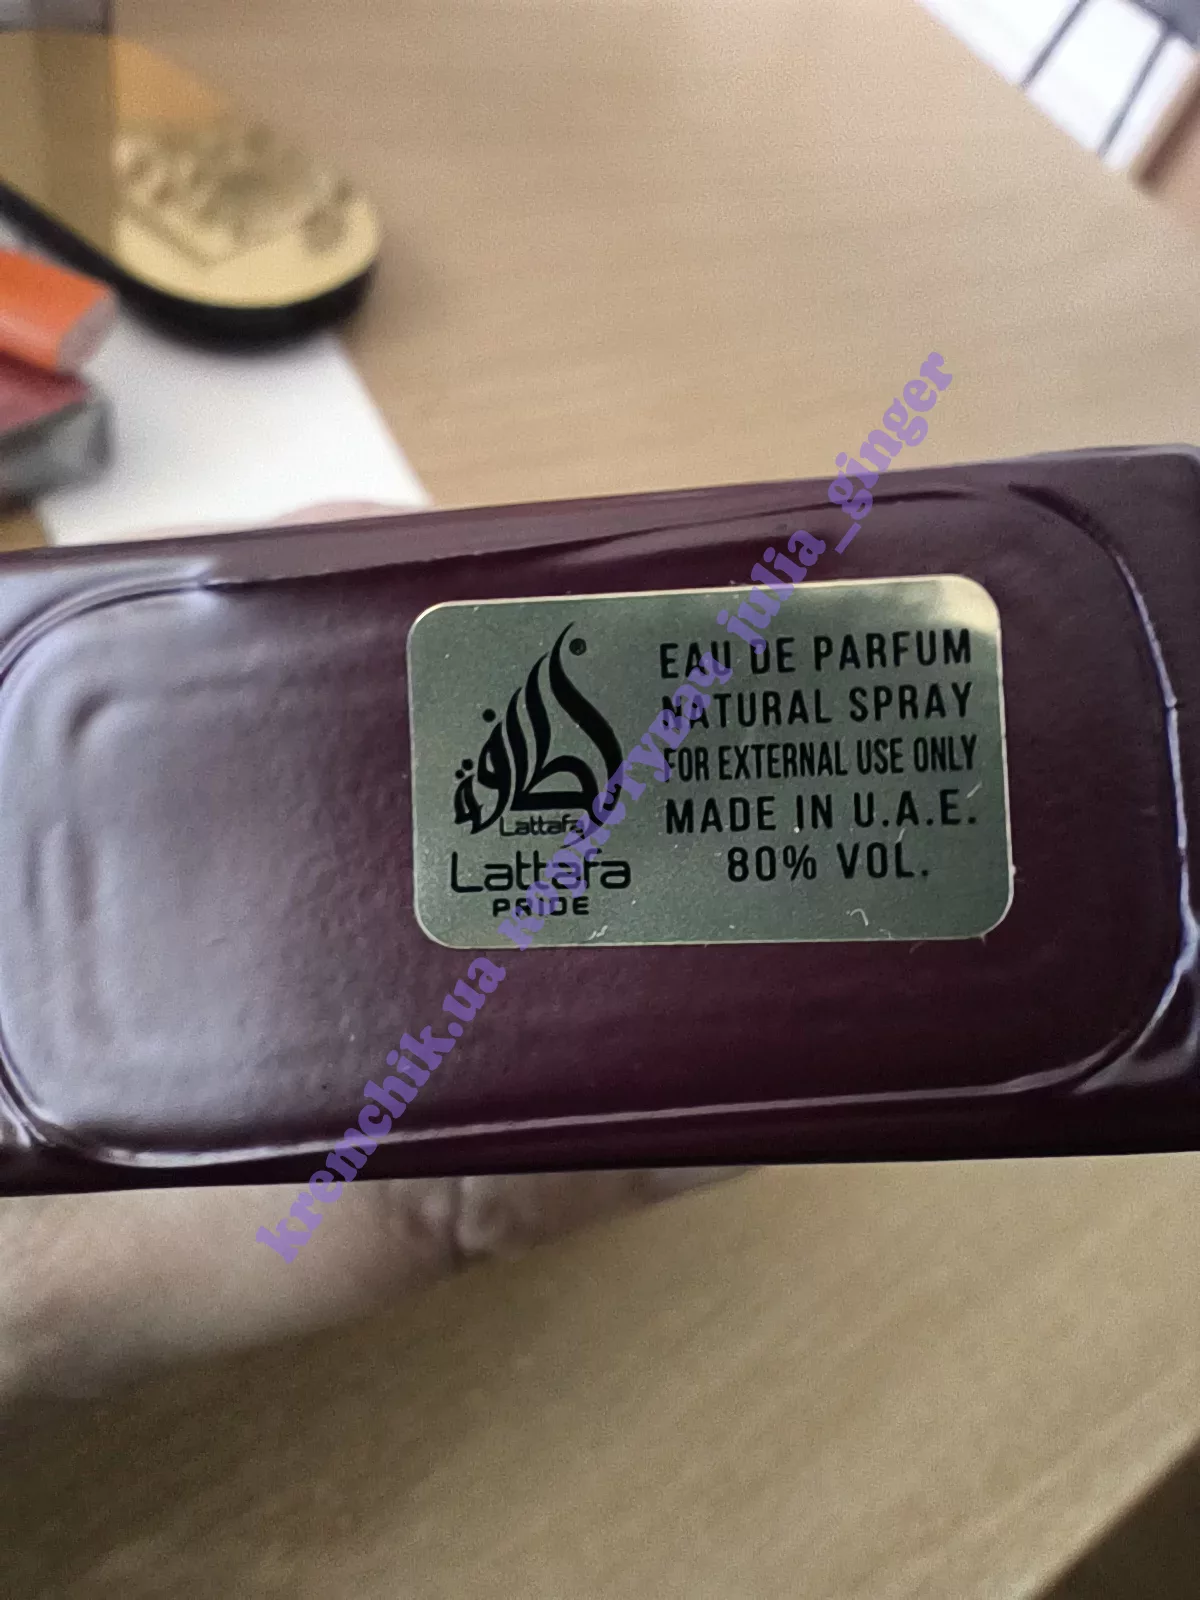 لطافة
®
Lattafa
Lattafa
PRIDE
EAU DE PARFUM
NATURAL SPRAY
FOR EXTERNAL USE ONLY
MADE IN U.A.E.
80% VOL.
kremchik.ua користувач julia_ginger